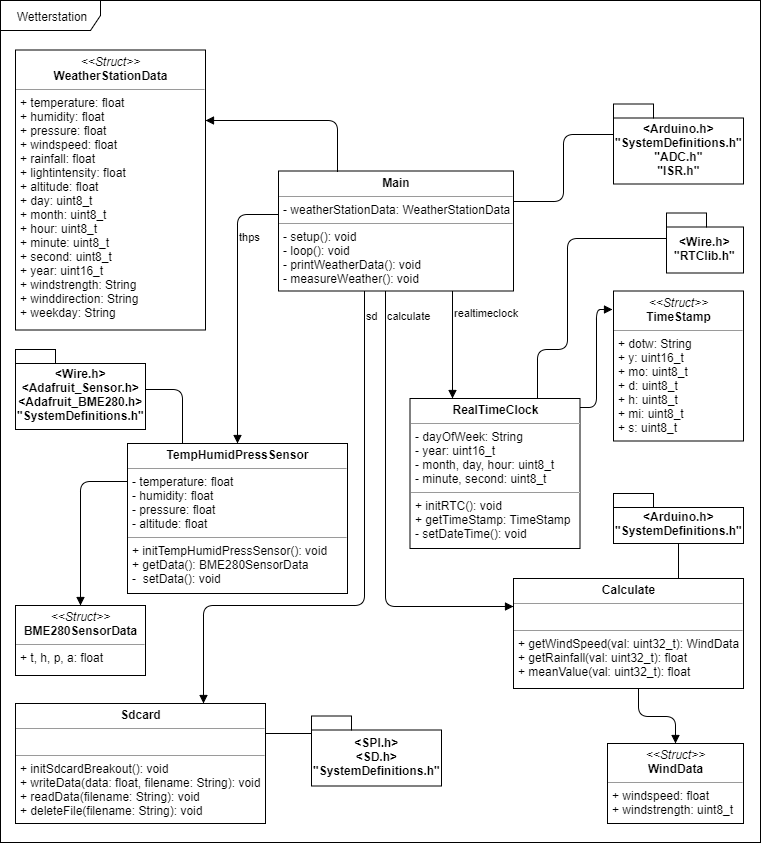 Wetterstation
<<Struct>>
WeatherStationData
+ temperature: float
+ humidity: float
+ pressure: float
+ windspeed: float
+ rainfall: float
+ lightintensity: float
+ altitude: float
+ day: uint8_t
+ month: uint8_t
+ hour: uint8_t
+ minute: uint8_t
+ second: uint8_t
+ year: uint16_t
+ windstrength: String
+ winddirection: String
+ weekday: String
Main
- weatherStationData: WeatherStationData
- setup(): void
- loop(): void
- printWeatherData(): void
- measureWeather(): void
<Arduino.h>
"SystemDefinitions.h"
"ADC.h"
"ISR.h"
thps
sd
calculate
realtimeclock
<Wire.h>
"RTClib.h"
<<Struct>>
TimeStamp
+ dotw: String
+ y: uint16_t
+ mo: uint8_t
+ d: uint8_t
+ h: uint8_t
+ mi: uint8_t
+ s: uint8_t
<Wire.h>
<Adafruit_Sensor.h>
<Adafruit_BME280.h>
"SystemDefinitions.h"
RealTimeClock
- dayOfWeek: String
- year: uint16_t
- month, day, hour: uint8_t
- minute, second: uint8_t
+ initRTC(): void
+ getTimeStamp: TimeStamp
- setDateTime(): void
TempHumidPressSensor
- temperature: float
- humidity: float
- pressure: float
- altitude: float
+ initTempHumidPressSensor(): void
+ getData(): BME280SensorData
- setData(): void
<Arduino.h>
"SystemDefinitions.h"
Calculate
+ getWindSpeed(val: uint32_t): WindData
+ getRainfall(val: uint32_t): float
+ meanValue(val: uint32_t): float
<<Struct>>
BME280SensorData
+ t, h, p, a: float
Sdcard
+ initSdcardBreakout(): void
+ writeData(data: float, filename: String): void
+ readData(filename: String): void
+ deleteFile(filename: String): void
<SPI.h>
<SD.h>
"SystemDefinitions.h"
<<Struct>>
WindData
+ windspeed: float
+ windstrength: uint8_t